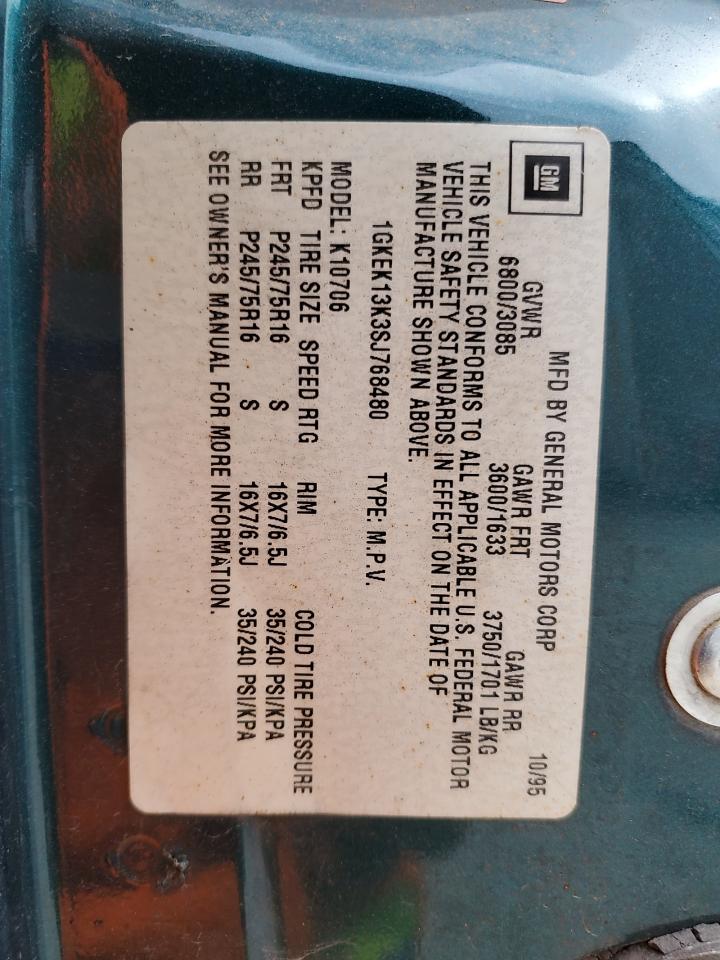 GM
MFD BY GENERAL MOTORS CORP 10/95
GVWR GAWR FRT GAWR RR
6800/3085 3600/1633 3750/1701 LB/KG
THIS VEHICLE CONFORMS TO ALL APPLICABLE U.S. FEDERAL MOTOR
VEHICLE SAFETY STANDARDS IN EFFECT ON THE DATE OF
MANUFACTURE SHOWN ABOVE.
1GKEK13K3SJ768480 TYPE: M.P.V.
MODEL: K10706
KPFD TIRE SIZE SPEED RTG RIM COLD TIRE PRESSURE
FRT P245/75R16 S 16X7/6.5J 35/240 PSI/KPA
RR P245/75R16 S 16X7/6.5J 35/240 PSI/KPA
SEE OWNER'S MANUAL FOR MORE INFORMATION.